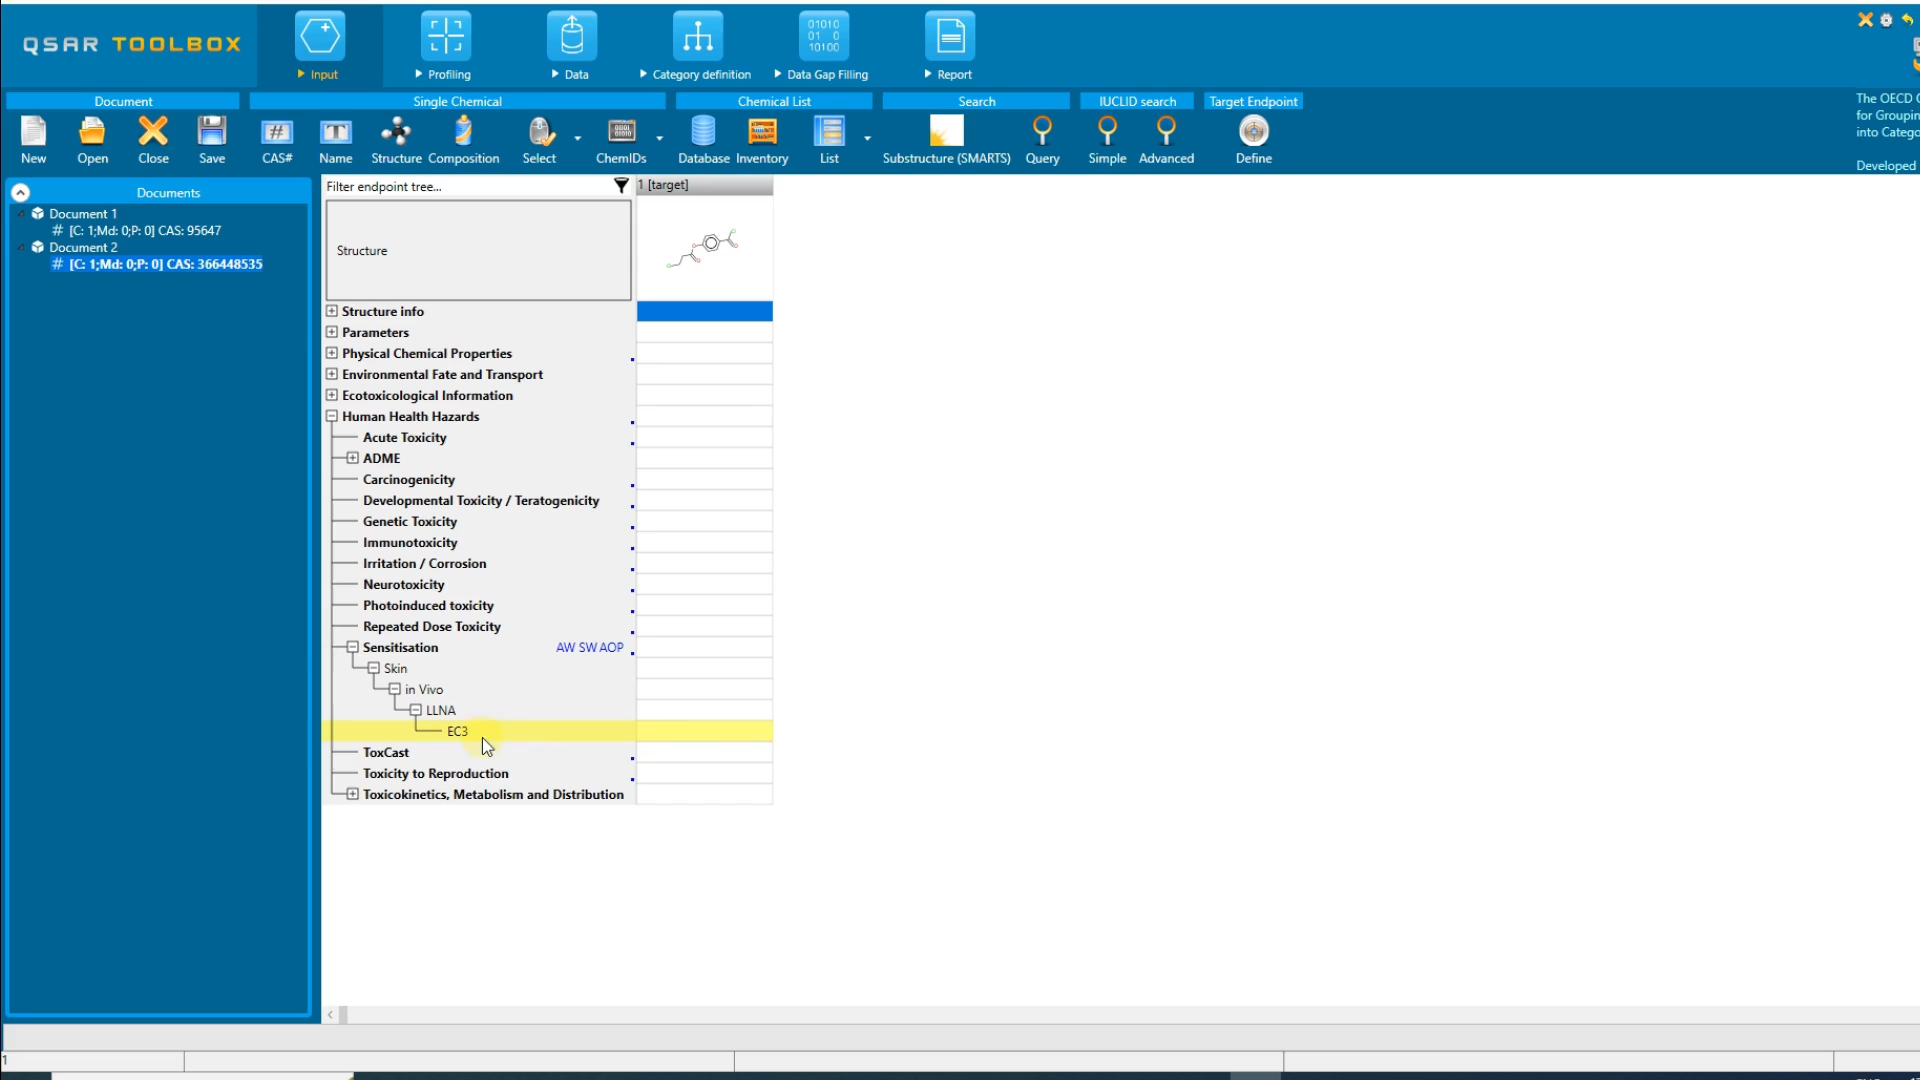 QSAR TOOLBOX
Input
Profiling
Data
01010
01 0
10100
Category definition
Data Gap Filling
Report
Document
Single Chemical
Chemical List
Search
IUCLID search
Target Endpoint
The OECD
for Groupin
into Catego
Developed
New
Open
Close
Save
CAS#
Name
Structure
Composition
Select
ChemIDs
Database
Inventory
List
Substructure (SMARTS)
Query
Simple
Advanced
Define
Documents
Document 1
# [C: 1;Md: 0;P: 0] CAS: 95647
Document 2
# [C: 1;Md: 0;P: 0] CAS: 366448535
Filter endpoint tree...
1 [target]
Structure
Structure info
Parameters
Physical Chemical Properties
Environmental Fate and Transport
Ecotoxicological Information
Human Health Hazards
Acute Toxicity
ADME
Carcinogenicity
Developmental Toxicity / Teratogenicity
Genetic Toxicity
Immunotoxicity
Irritation / Corrosion
Neurotoxicity
Photoinduced toxicity
Repeated Dose Toxicity
Sensitisation AW SW AOP
Skin
in Vivo
LLNA
EC3
ToxCast
Toxicity to Reproduction
Toxicokinetics, Metabolism and Distribution
1